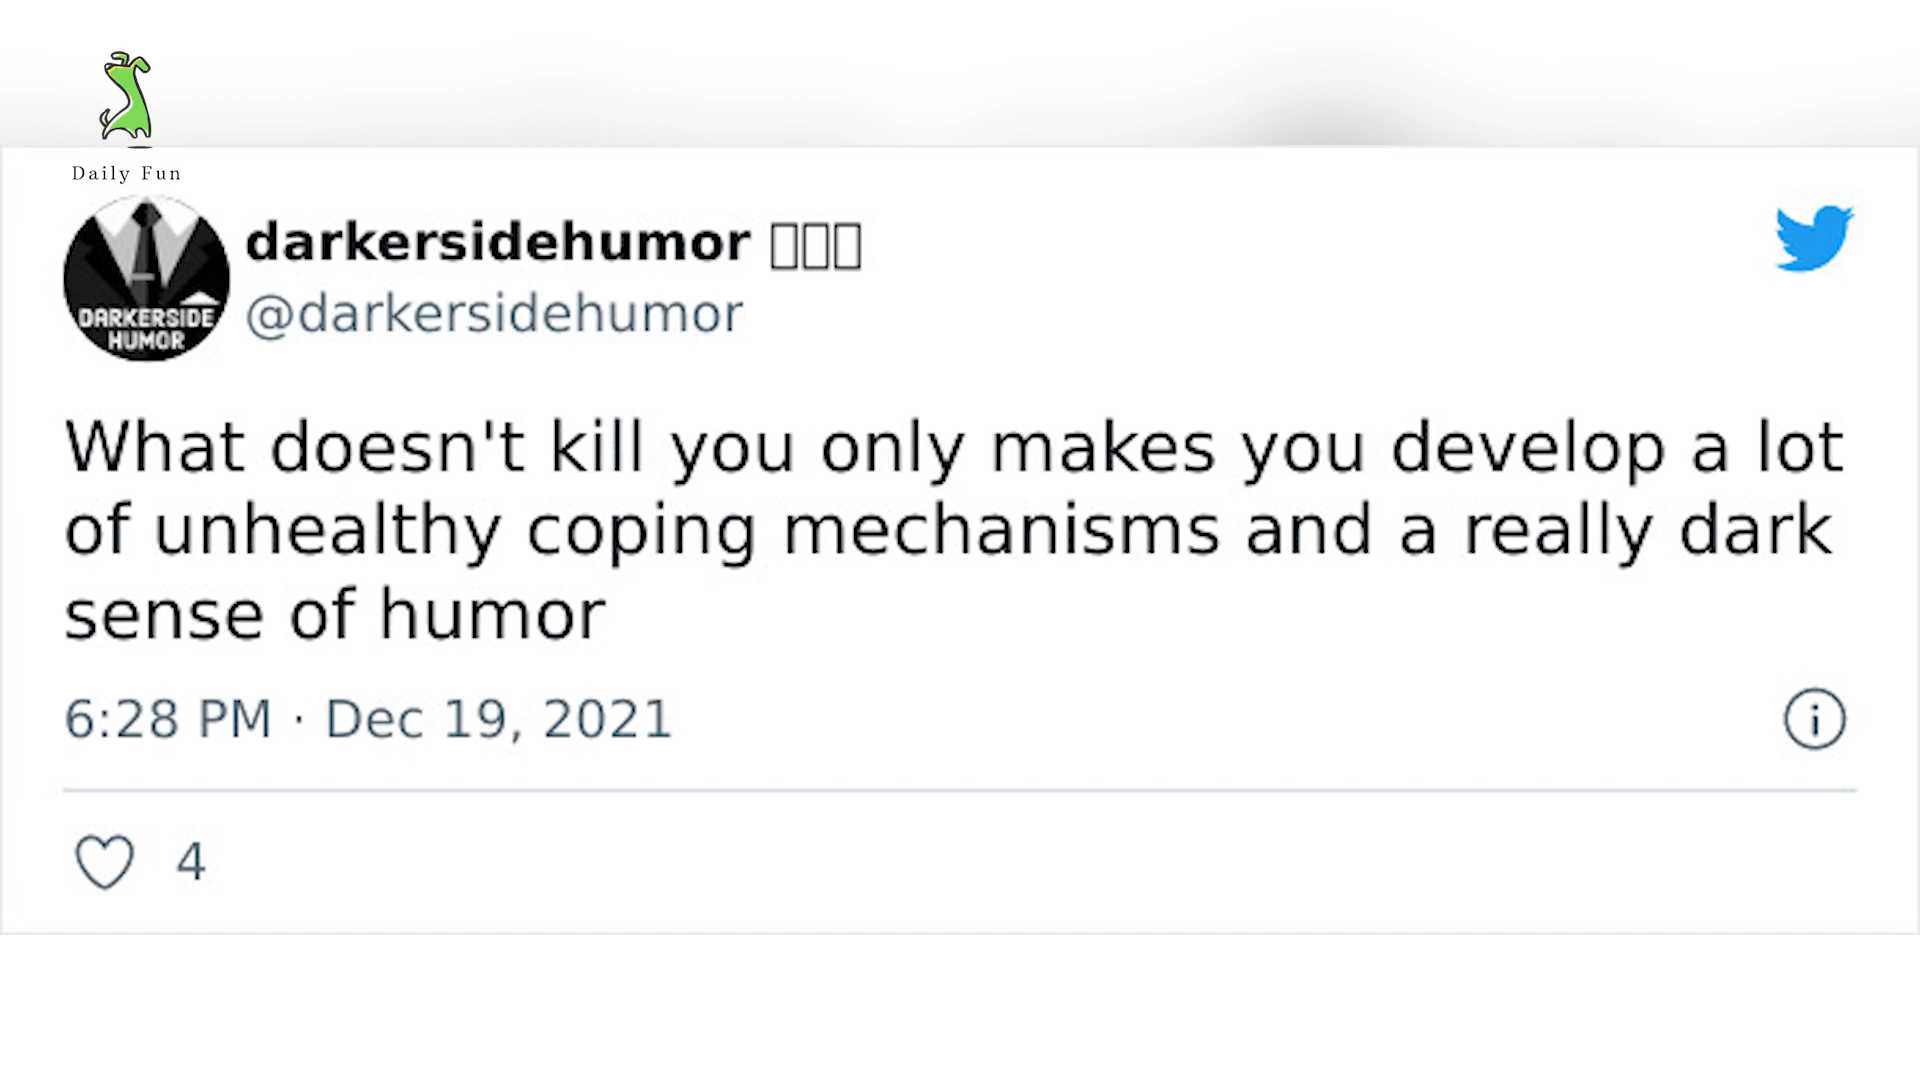 Daily Fun
DARKERSIDE
HUMOR
darkersidehumor
@darkersidehumor
What doesn't kill you only makes you develop a lot
of unhealthy coping mechanisms and a really dark
sense of humor
6:28 PM · Dec 19, 2021
4